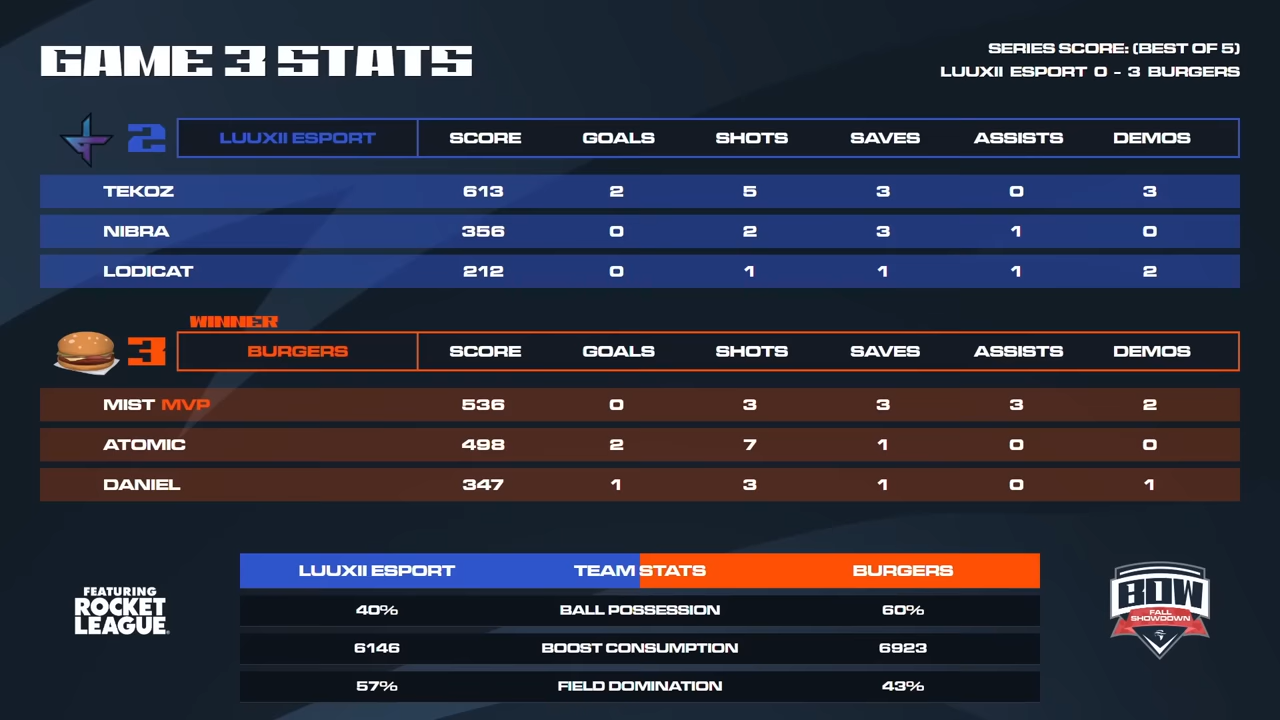 GAME 3 STATS
SERIES SCORE: (BEST OF 5)
LUUXII ESPORT 0 - 3 BURGERS
2 LUUXII ESPORT SCORE GOALS SHOTS SAVES ASSISTS DEMOS
TEKOZ 613 2 5 3 0 3
NIBRA 356 0 2 3 1 0
LODICAT 212 0 1 1 1 2
WINNER
3 BURGERS SCORE GOALS SHOTS SAVES ASSISTS DEMOS
MIST MVP 536 0 3 3 3 2
ATOMIC 498 2 7 1 0 0
DANIEL 347 1 3 1 0 1
LUUXII ESPORT TEAM STATS BURGERS
40% BALL POSSESSION 60%
6146 BOOST CONSUMPTION 6923
57% FIELD DOMINATION 43%
FEATURING
ROCKET
LEAGUE
BDW
FALL
SHOWDOWN